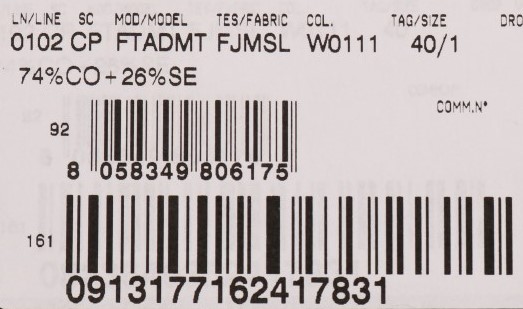 LN/LINE SC MOD/MODEL TES/FABRIC COL. TAG/SIZE DRO
0102 CP FTADMT FJMSL W0111 40/1
74%CO+26%SE
COMM.N°
92
8 058349 806175
161
0913177162417831